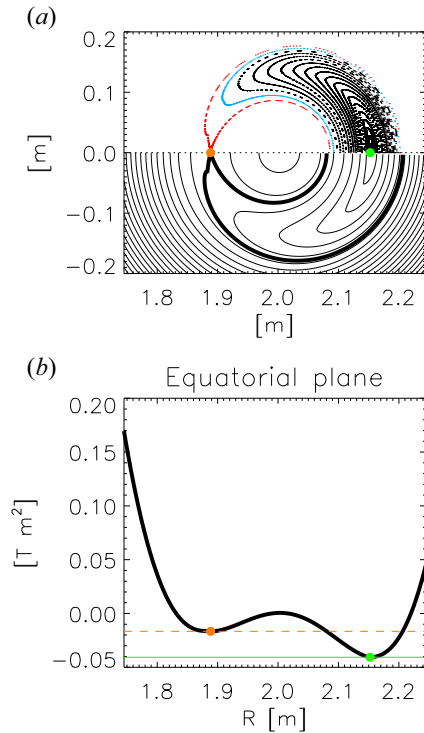 (a)
0.2
0.1
[m]
0.0
−0.1
−0.2
1.8 1.9 2.0 2.1 2.2
[m]
(b)
Equatorial plane
0.20
0.15
0.10
[T m²]
0.05
0.00
−0.05
1.8 1.9 2.0 2.1 2.2
R [m]